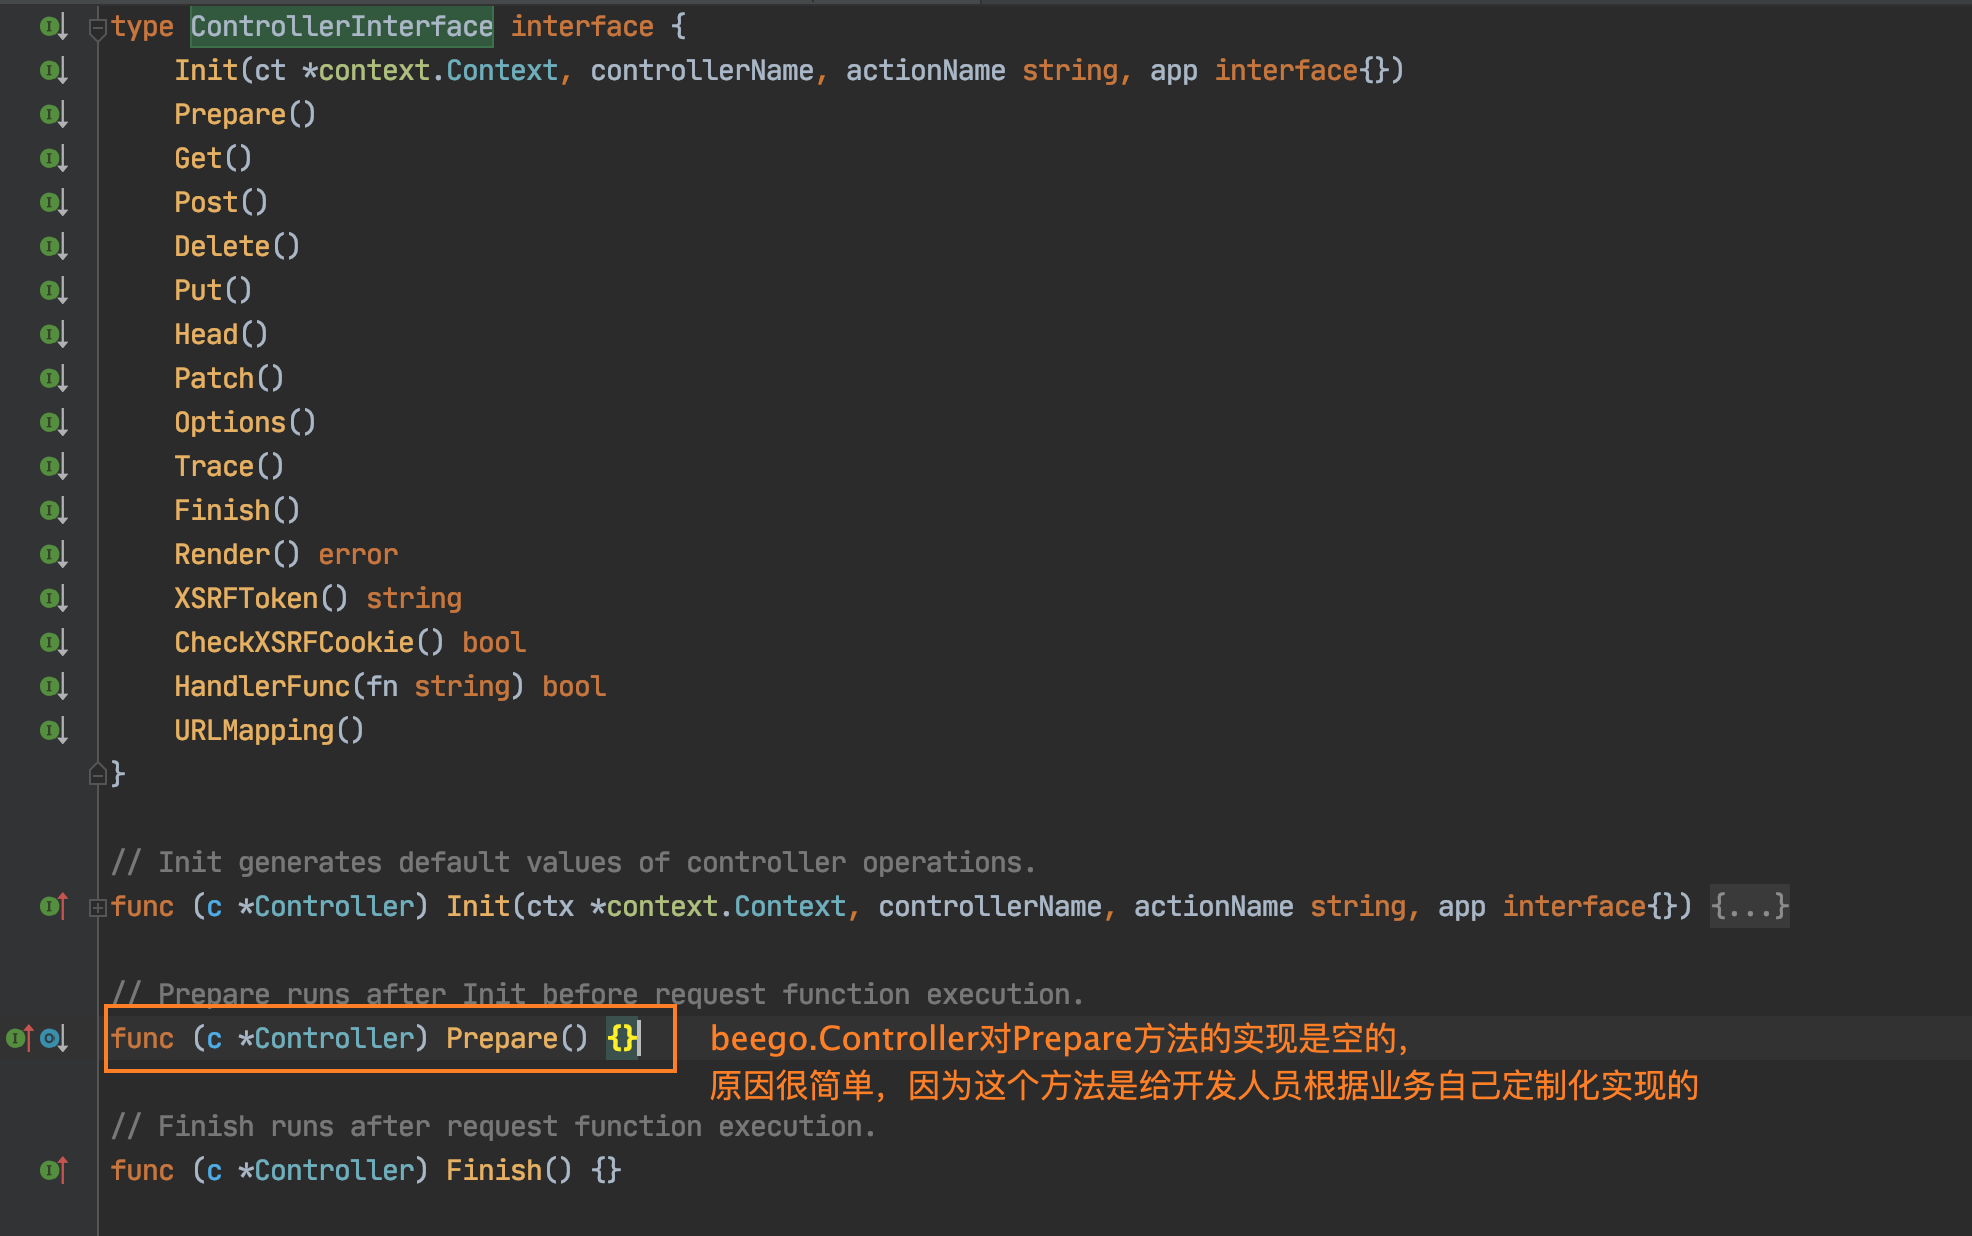 type ControllerInterface interface {
Init(ct *context.Context, controllerName, actionName string, app interface{})
Prepare()
Get()
Post()
Delete()
Put()
Head()
Patch()
Options()
Trace()
Finish()
Render() error
XSRFToken() string
CheckXSRFCookie() bool
HandlerFunc(fn string) bool
URLMapping()
}
// Init generates default values of controller operations.
func (c *Controller) Init(ctx *context.Context, controllerName, actionName string, app interface{}) {...}
// Prepare runs after Init before request function execution.
func (c *Controller) Prepare() {} beego.Controller对Prepare方法的实现是空的,
原因很简单，因为这个方法是给开发人员根据业务自己定制化实现的
// Finish runs after request function execution.
func (c *Controller) Finish() {}